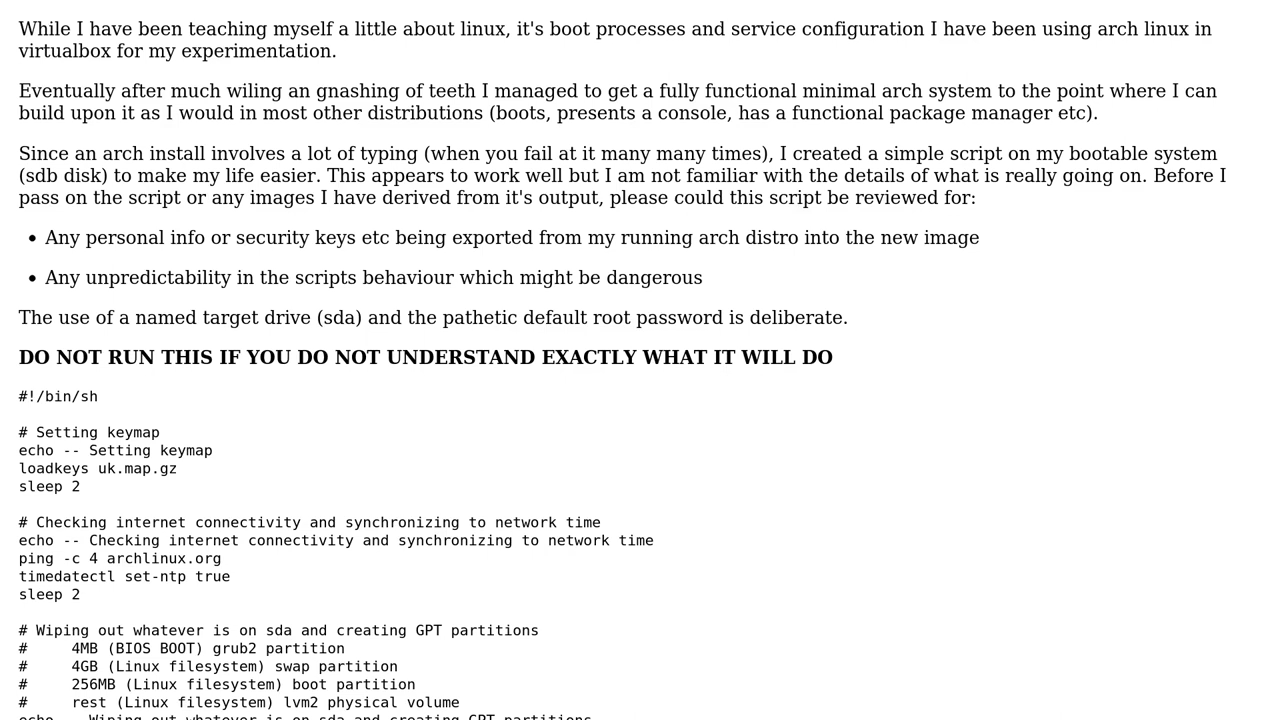 While I have been teaching myself a little about linux, it's boot processes and service configuration I have been using arch linux in
virtualbox for my experimentation.
Eventually after much wiling an gnashing of teeth I managed to get a fully functional minimal arch system to the point where I can
build upon it as I would in most other distributions (boots, presents a console, has a functional package manager etc).
Since an arch install involves a lot of typing (when you fail at it many many times), I created a simple script on my bootable system
(sdb disk) to make my life easier. This appears to work well but I am not familiar with the details of what is really going on. Before I
pass on the script or any images I have derived from it's output, please could this script be reviewed for:
• Any personal info or security keys etc being exported from my running arch distro into the new image
• Any unpredictability in the scripts behaviour which might be dangerous
The use of a named target drive (sda) and the pathetic default root password is deliberate.
DO NOT RUN THIS IF YOU DO NOT UNDERSTAND EXACTLY WHAT IT WILL DO
#!/bin/sh
# Setting keymap
echo -- Setting keymap
loadkeys uk.map.gz
sleep 2
# Checking internet connectivity and synchronizing to network time
echo -- Checking internet connectivity and synchronizing to network time
ping -c 4 archlinux.org
timedatectl set-ntp true
sleep 2
# Wiping out whatever is on sda and creating GPT partitions
#     4MB (BIOS BOOT) grub2 partition
#     4GB (Linux filesystem) swap partition
#     256MB (Linux filesystem) boot partition
#     rest (Linux filesystem) lvm2 physical volume
echo -- Wiping out whatever is on sda and creating GPT partitions